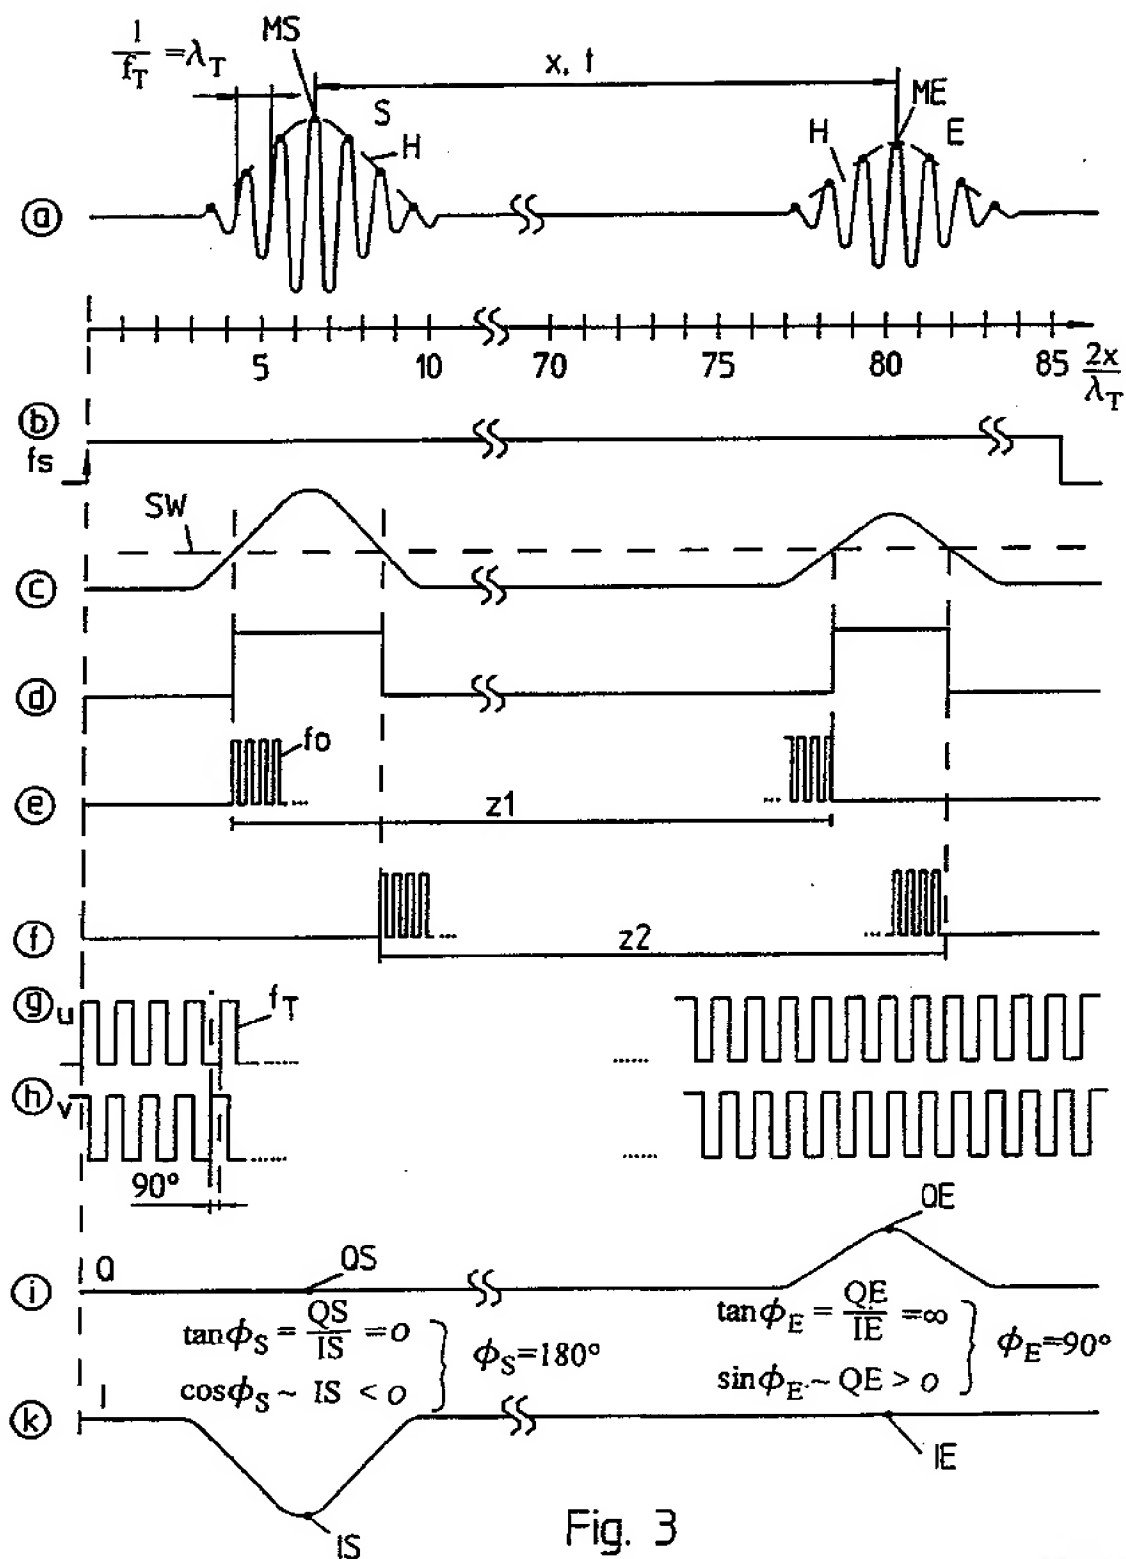 MS
1/f_T = λ_T
x, t
ME
S
H
H
E
ⓐ
5 10 70 75 80 85 2x/λ_T
ⓑ
fs
SW
ⓒ
ⓓ
fo
ⓔ
... ...
z1
ⓕ
... ...
z2
ⓖ u
f_T
...... ......
ⓗ v
...... ......
90°
QE
Q
QS
ⓘ
tanϕ_S = QS/IS = 0
cosϕ_S ~ IS < 0
ϕ_S = 180°
tanϕ_E = QE/IE = ∞
sinϕ_E ~ QE > 0
ϕ_E = 90°
I
ⓚ
IE
IS
Fig. 3